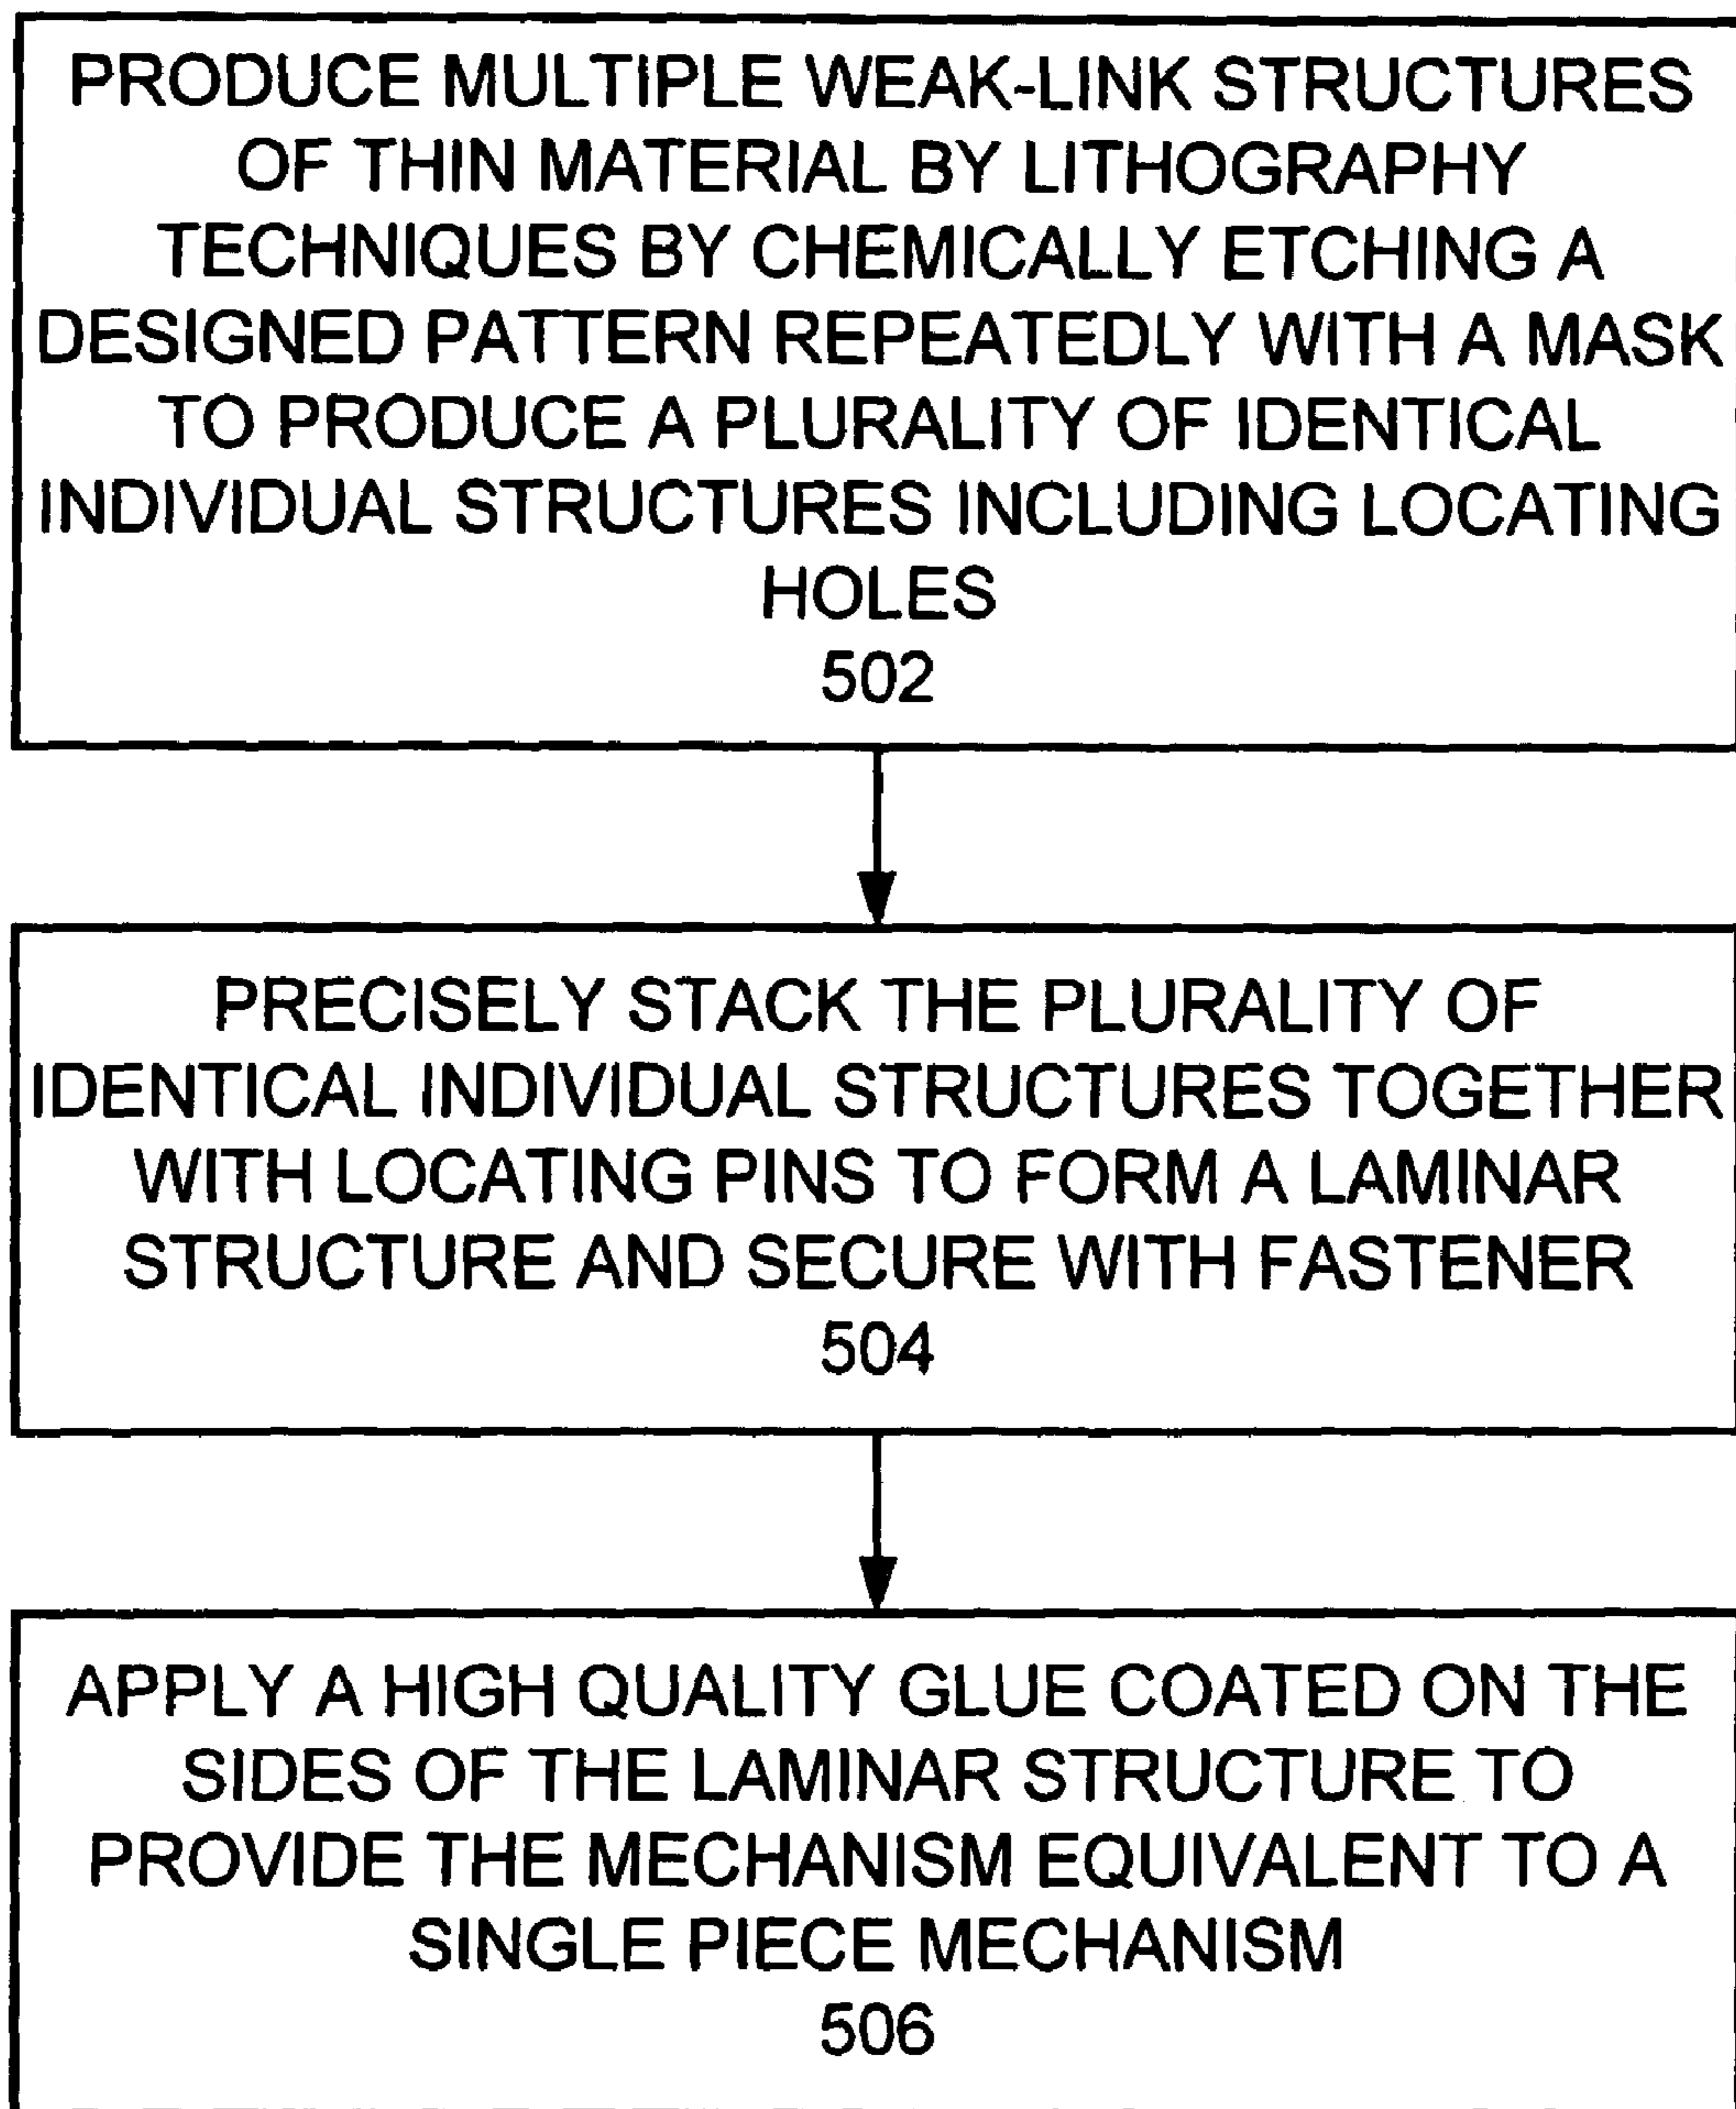 PRODUCE MULTIPLE WEAK-LINK STRUCTURES
OF THIN MATERIAL BY LITHOGRAPHY
TECHNIQUES BY CHEMICALLY ETCHING A
DESIGNED PATTERN REPEATEDLY WITH A MASK
TO PRODUCE A PLURALITY OF IDENTICAL
INDIVIDUAL STRUCTURES INCLUDING LOCATING
HOLES
502
PRECISELY STACK THE PLURALITY OF
IDENTICAL INDIVIDUAL STRUCTURES TOGETHER
WITH LOCATING PINS TO FORM A LAMINAR
STRUCTURE AND SECURE WITH FASTENER
504
APPLY A HIGH QUALITY GLUE COATED ON THE
SIDES OF THE LAMINAR STRUCTURE TO
PROVIDE THE MECHANISM EQUIVALENT TO A
SINGLE PIECE MECHANISM
506